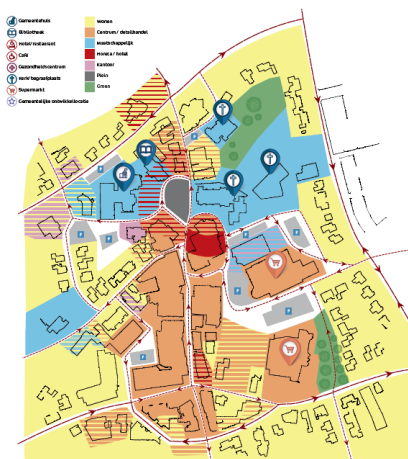 Gemeentehuis
Bibliotheek
Hotel/restaurant
Café
Gezondheidscentrum
Kerk/ begraafplaats
Supermarkt
Gemeentelijke ontwikkellocatie
Wonen
Centrum / detailhandel
Maatschappelijk
Horeca / hotel
Kantoor
Plein
Groen
P
P
P
P
P
P
P
P